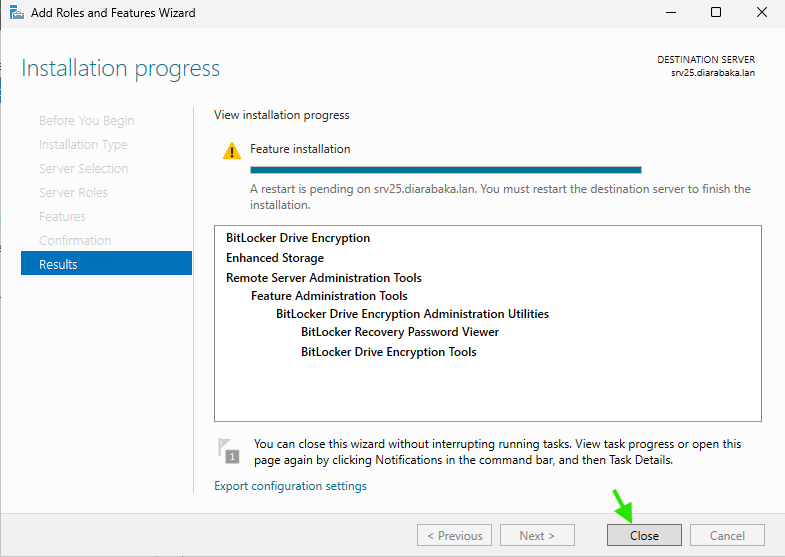 Add Roles and Features Wizard
Installation progress
DESTINATION SERVER
srv25.diarabaka.lan
Before You Begin
Installation Type
Server Selection
Server Roles
Features
Confirmation
Results
View installation progress
Feature installation
A restart is pending on srv25.diarabaka.lan. You must restart the destination server to finish the
installation.
BitLocker Drive Encryption
Enhanced Storage
Remote Server Administration Tools
Feature Administration Tools
BitLocker Drive Encryption Administration Utilities
BitLocker Recovery Password Viewer
BitLocker Drive Encryption Tools
1
You can close this wizard without interrupting running tasks. View task progress or open this
page again by clicking Notifications in the command bar, and then Task Details.
Export configuration settings
< Previous
Next >
Close
Cancel